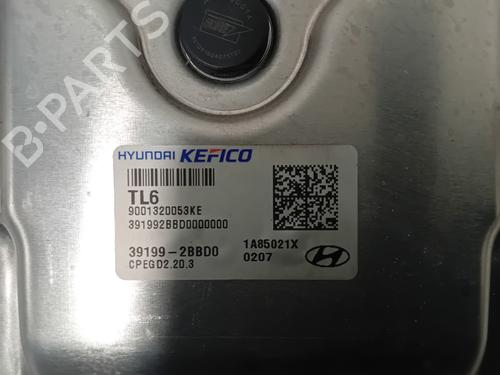 B-PARTS
HYUNDAI KEFICO
TL6
9001320053KE
391992BBD0000000
39199-2BBD0
CPEGD2.20.3
1A85021X
0207